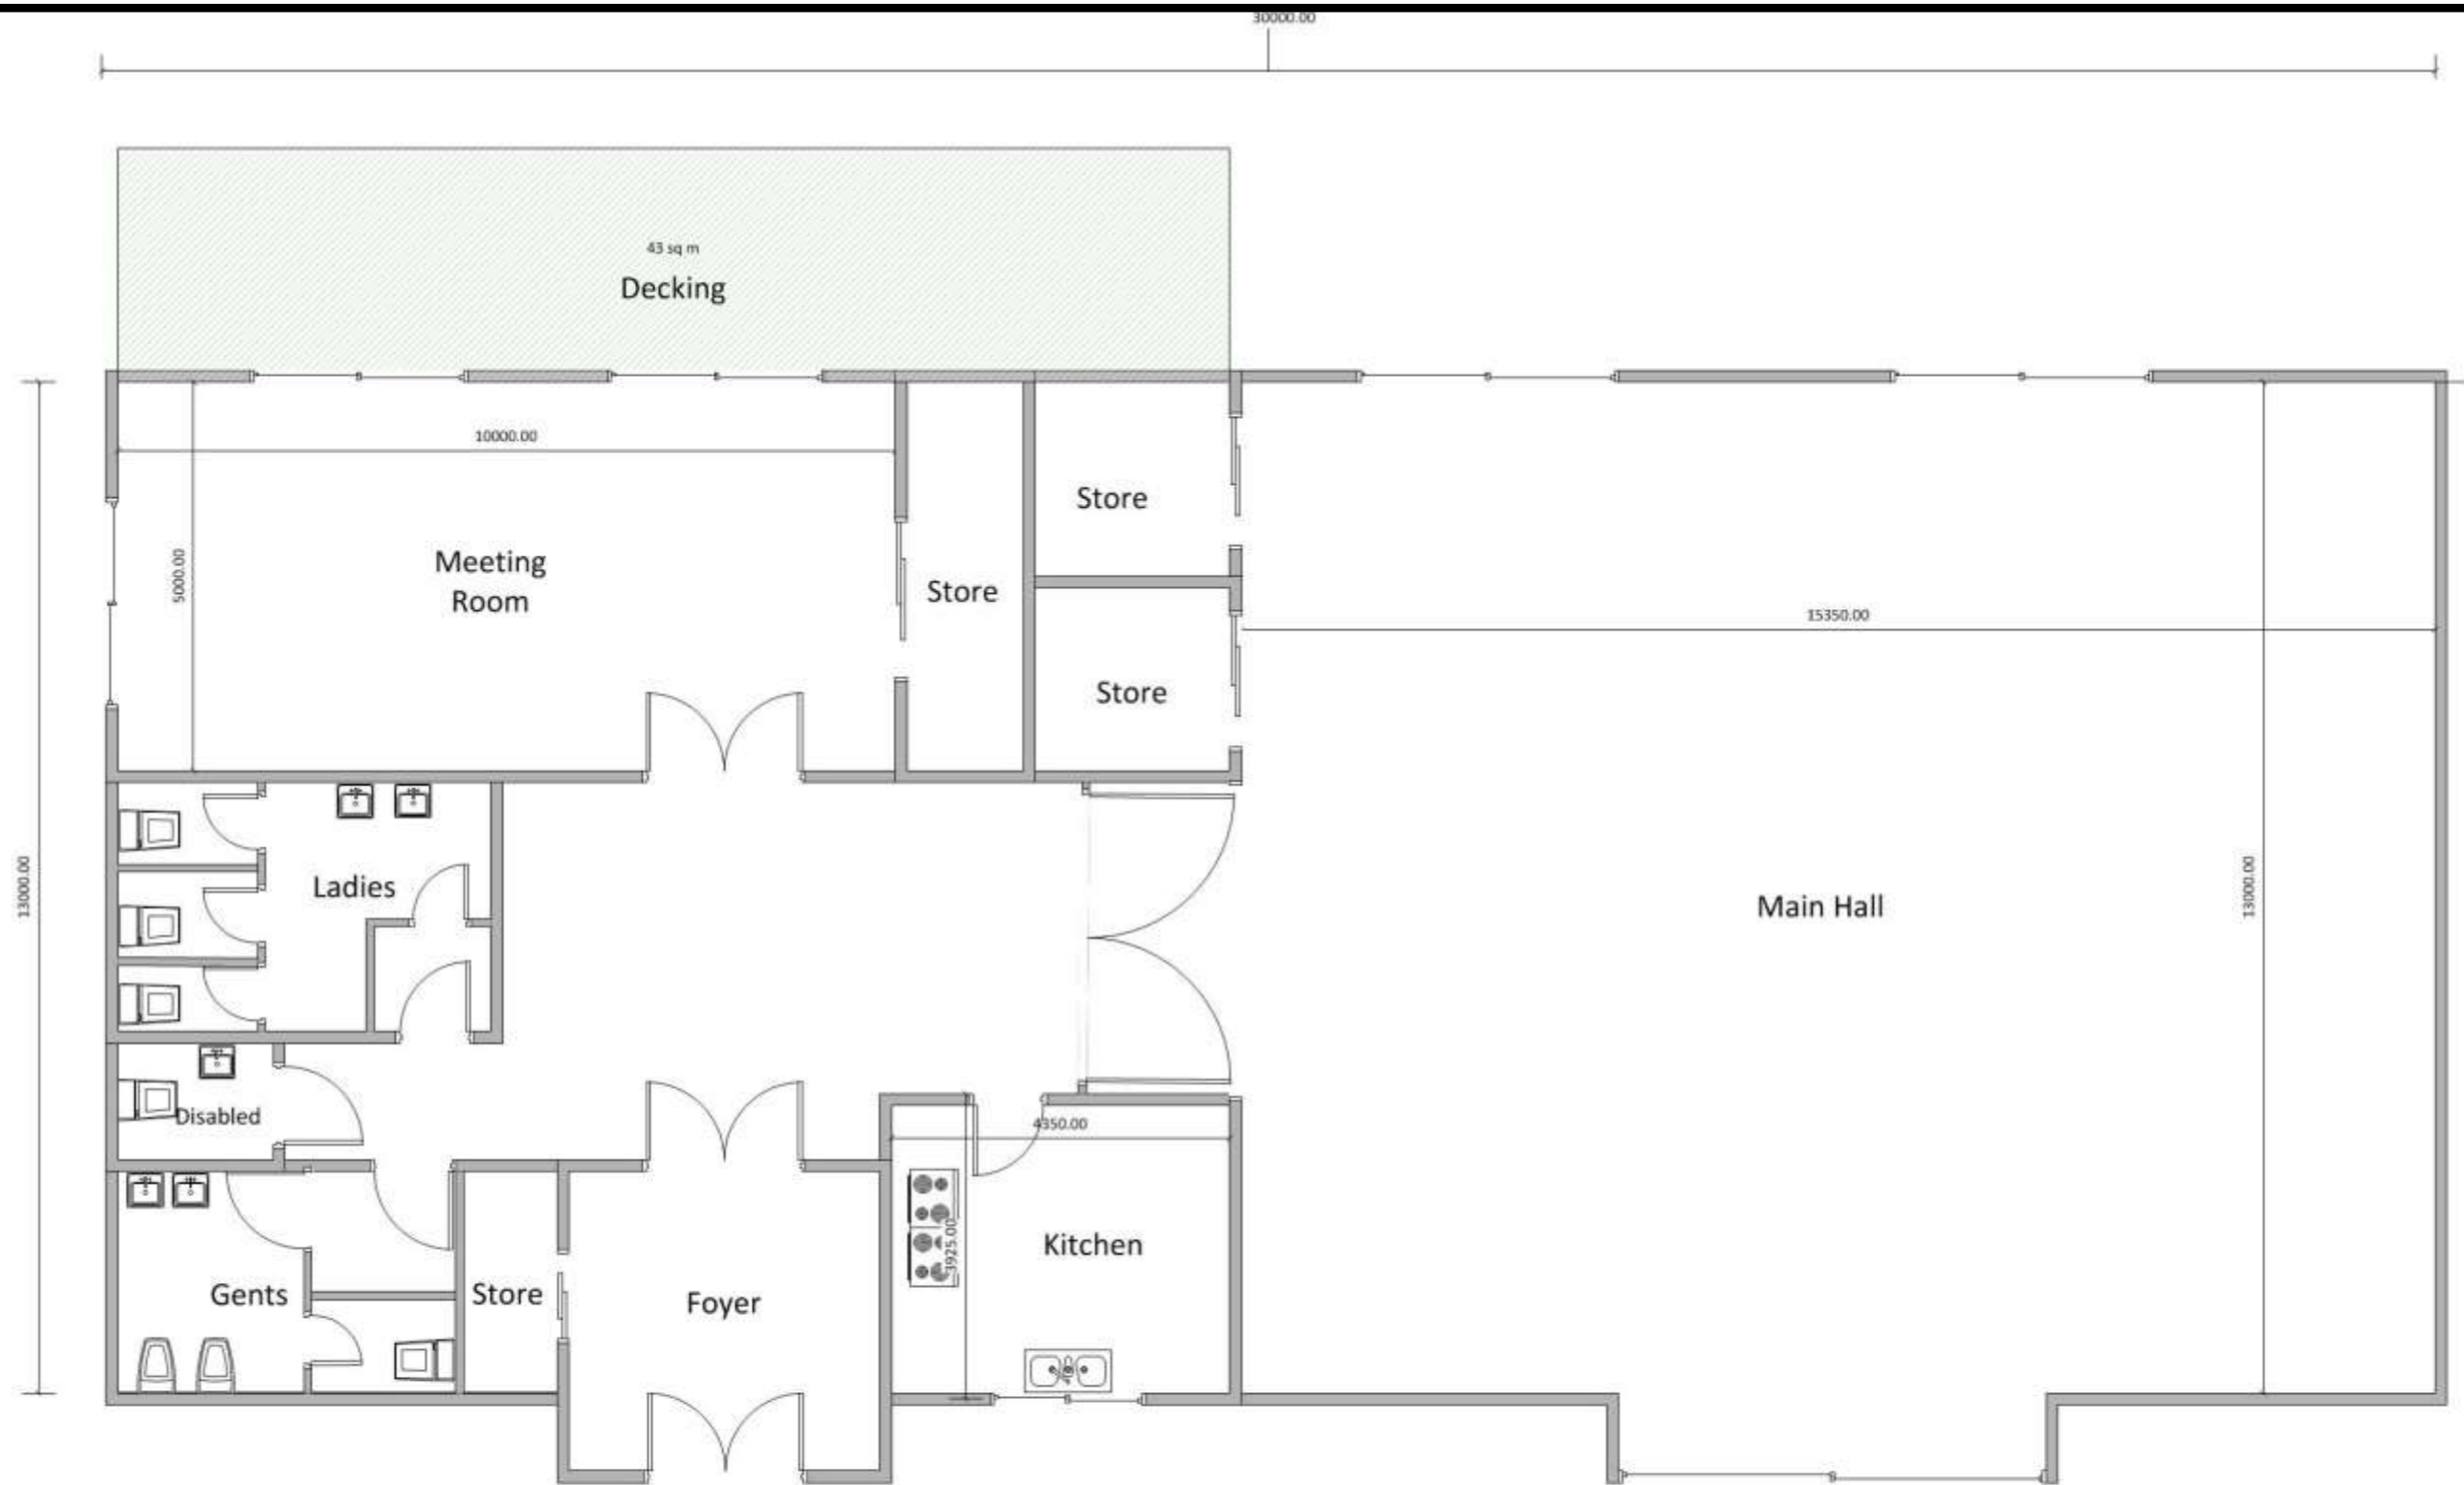 30000.00
43 sq m
Decking
10000.00
5000.00
Meeting
Room
Store
Store
Store
15350.00
13000.00
Ladies
Main Hall
13000.00
Disabled
4350.00
3925.00
Kitchen
Gents
Store
Foyer